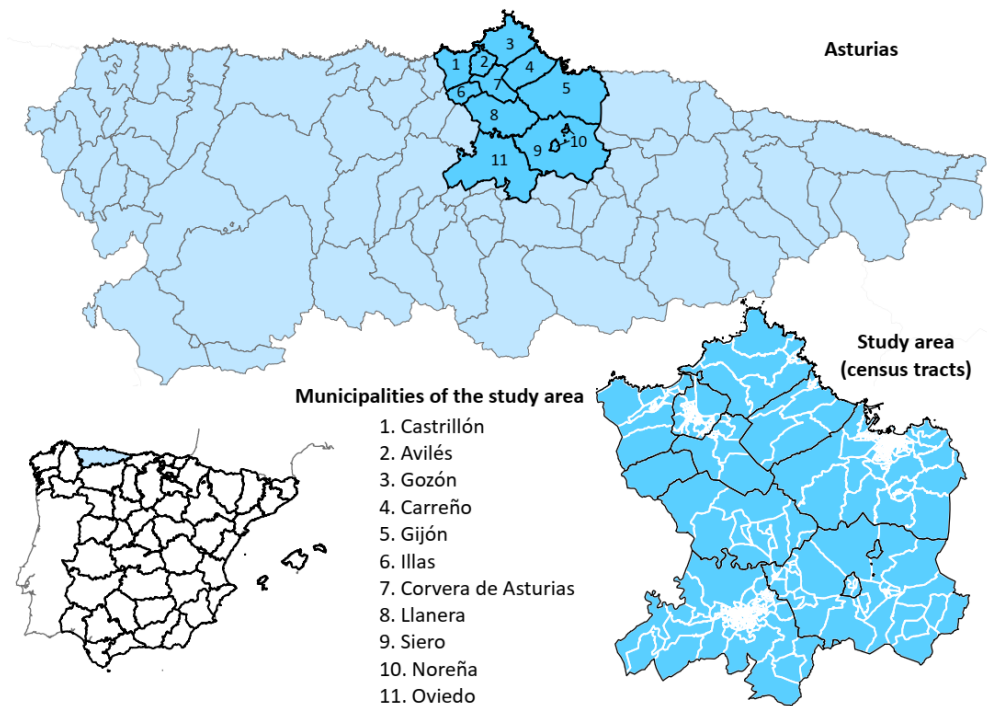 Asturias
3
1
2
4
7
5
6
8
9
10
11
Study area
(census tracts)
Municipalities of the study area
1. Castrillón
2. Avilés
3. Gozón
4. Carreño
5. Gijón
6. Illas
7. Corvera de Asturias
8. Llanera
9. Siero
10. Noreña
11. Oviedo